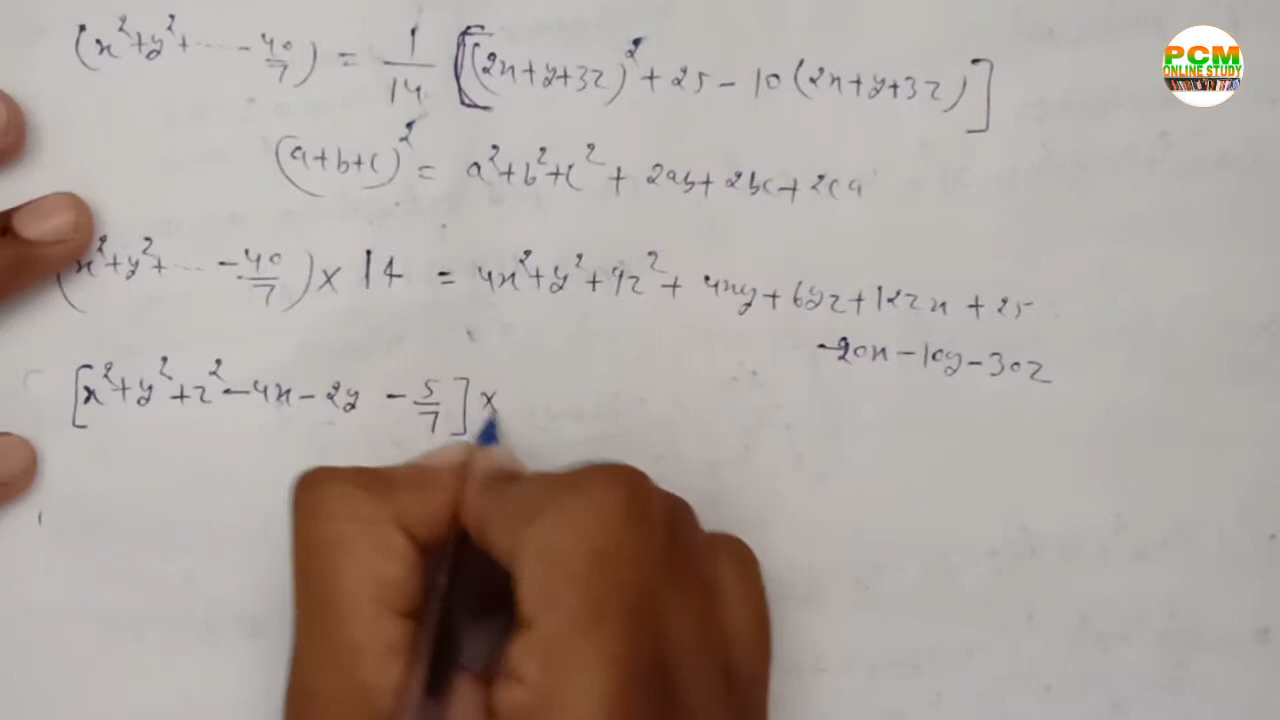 (x²+y²+ ... - 40/7) = 1/14 [(2x+y+3z)² + 25 - 10(2x+y+3z)]
(a+b+c)² = a²+b²+c² + 2ab+2bc+2ca
(x²+y²+ ... - 40/7) × 14 = 4x²+y²+9z²+ 4xy+6yz+12zx + 25
-20x-10y-30z
[x²+y²+z²-4x-2y - 5/7] ×
PCM
ONLINE STUDY